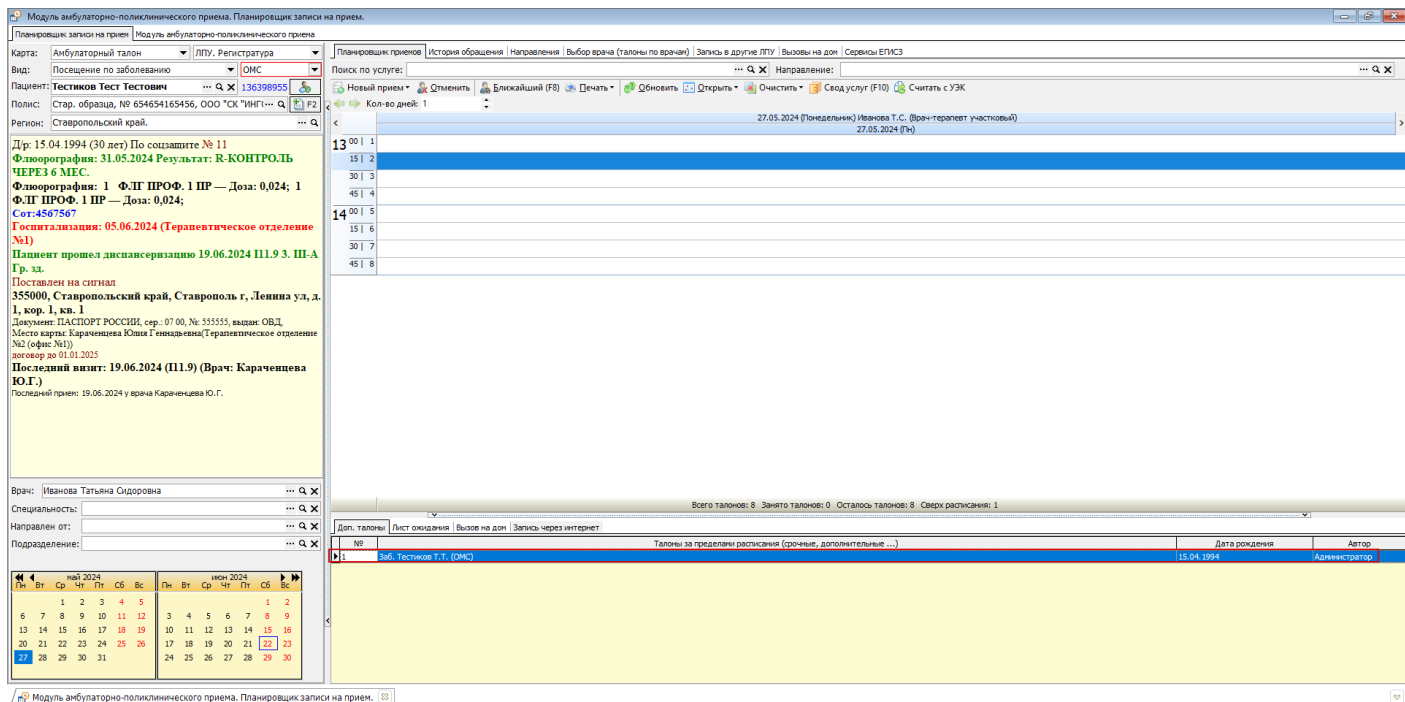 Модуль амбулаторно-поликлинического приема. Планировщик записи на прием.
Планировщик записи на прием Модуль амбулаторно-поликлинического приема
Карта: Амбулаторный талон ЛПУ. Регистратура
Вид: Посещение по заболеванию ОМС
Пациент: Тестиков Тест Тестович 136398955
Полис: Стар. образца, № 654654165456, ООО "СК "ИНГ F2
Регион: Ставропольский край.
Д/р: 15.04.1994 (30 лет) По соцзащите № 11
Флюорография: 31.05.2024 Результат: R-КОНТРОЛЬ
ЧЕРЕЗ 6 МЕС.
Флюорография: 1 ФЛГ ПРОФ. 1 ПР — Доза: 0,024; 1
ФЛГ ПРОФ. 1 ПР — Доза: 0,024;
Сот:4567567
Госпитализация: 05.06.2024 (Терапевтическое отделение
№1)
Пациент прошел диспансеризацию 19.06.2024 I11.9 3. III-А
Гр. зд.
Поставлен на сигнал
355000, Ставропольский край, Ставрополь г, Ленина ул, д.
1, кор. 1, кв. 1
Документ: ПАСПОРТ РОССИИ, сер.: 07 00, №: 555555, выдан: ОВД,
Место карты: Караченцева Юлия Геннадьевна(Терапевтическое отделение
№2 (офис №1))
договор до 01.01.2025
Последний визит: 19.06.2024 (I11.9) (Врач: Караченцева
Ю.Г.)
Последний прием: 19.06.2024 у врача Караченцева Ю.Г.
Врач: Иванова Татьяна Сидоровна
Специальность:
Направлен от:
Подразделение:
май 2024 июн 2024
Пн Вт Ср Чт Пт Сб Вс Пн Вт Ср Чт Пт Сб Вс
1 2 3 4 5 1 2
6 7 8 9 10 11 12 3 4 5 6 7 8 9
13 14 15 16 17 18 19 10 11 12 13 14 15 16
20 21 22 23 24 25 26 17 18 19 20 21 22 23
27 28 29 30 31 24 25 26 27 28 29 30
Планировщик приемов История обращения Направления Выбор врача (талоны по врачам) Запись в другие ЛПУ Вызовы на дом Сервисы ЕГИСЗ
Поиск по услуге: Направление:
Новый прием Отменить Ближайший (F8) Печать Обновить Открыть Очистить Свод услуг (F10) Считать с УЭК
Кол-во дней: 1
27.05.2024 (Понедельник) Иванова Т.С. (Врач-терапевт участковый)
27.05.2024 (Пн)
13 00 | 1
15 | 2
30 | 3
45 | 4
14 00 | 5
15 | 6
30 | 7
45 | 8
Всего талонов: 8 Занято талонов: 0 Осталось талонов: 8 Сверх расписания: 1
Доп. талоны Лист ожидания Вызов на дом Запись через интернет
№ Талоны за пределами расписания (срочные, дополнительные ...) Дата рождения Автор
1 Заб. Тестиков Т.Т. (ОМС) 15.04.1994 Администратор
Модуль амбулаторно-поликлинического приема. Планировщик записи на прием.